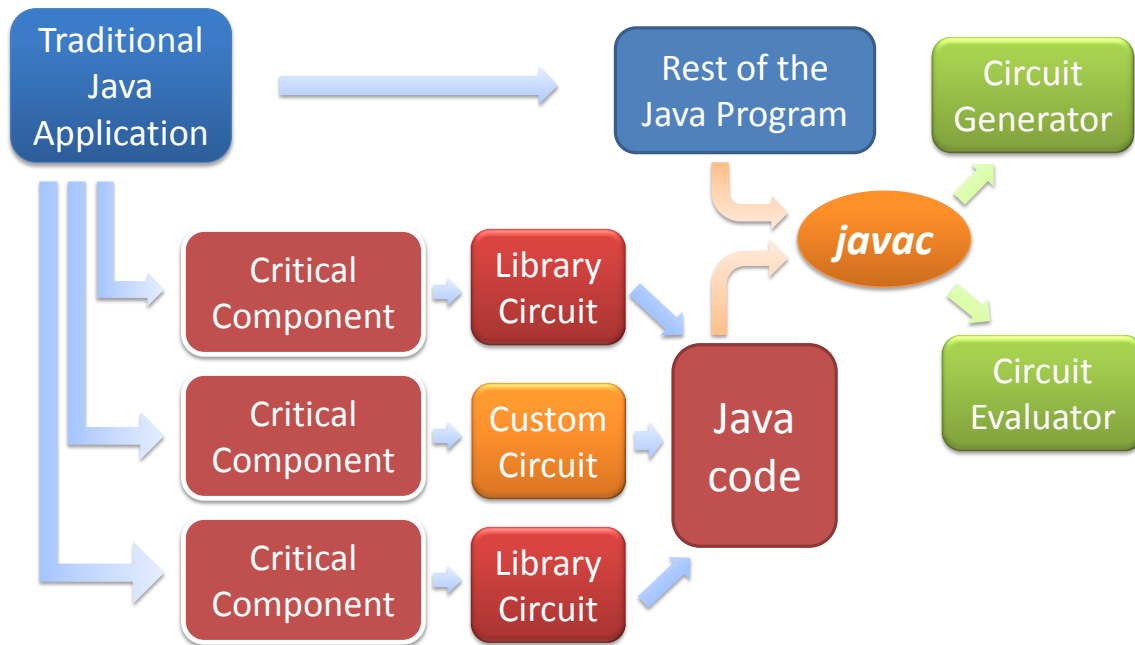 Traditional
Java
Application
Rest of the
Java Program
Circuit
Generator
javac
Critical
Component
Library
Circuit
Critical
Component
Custom
Circuit
Java
code
Circuit
Evaluator
Critical
Component
Library
Circuit